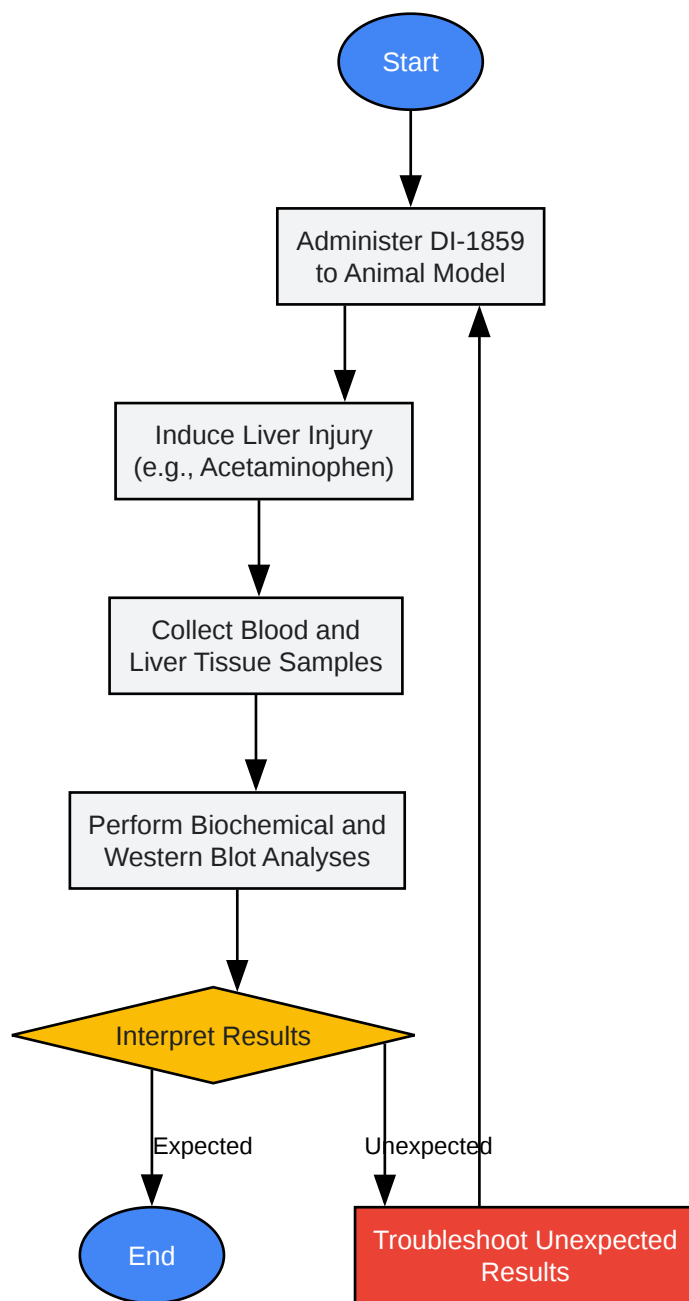 Start
Administer DI-1859
to Animal Model
Induce Liver Injury
(e.g., Acetaminophen)
Collect Blood and
Liver Tissue Samples
Perform Biochemical and
Western Blot Analyses
Interpret Results
Expected
Unexpected
End
Troubleshoot Unexpected
Results